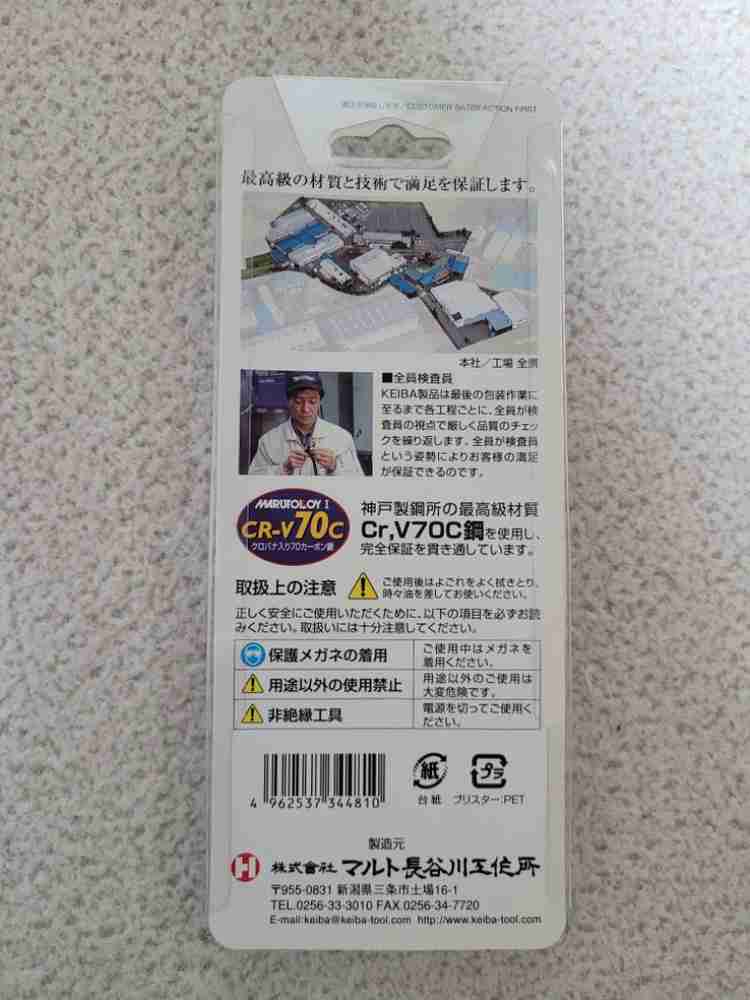 CUSTOMER SATISFACTION FIRST
最高級の材質と技術で満足を保証します。
本社／工場 全景
■全員検査員
KEIBA製品は最後の包装作業に
至るまで各工程ごとに、全員が検
査員の視点で厳しく品質のチェッ
クを繰り返します。全員が検査員
という姿勢によりお客様の満足
が保証できるのです。
MARUTOLOY I
CR-V70C
クロバナ入り70カーボン鋼
神戸製鋼所の最高級材質
Cr,V70C鋼を使用し、
完全保証を貫き通しています。
取扱上の注意
ご使用後はよごれをよく拭きとり、
時々油を差してお使いください。
正しく安全にご使用いただくために、以下の項目を必ずお読
みください。取扱いには十分注意してください。
保護メガネの着用
ご使用中はメガネを
着用ください。
用途以外の使用禁止
用途以外のご使用は
大変危険です。
非絶縁工具
電源を切ってご使用く
ださい。
4 962537 344810
紙
プラ
台紙 ブリスター:PET
製造元
株式会社 マルト長谷川工作所
〒955-0831 新潟県三条市土場16-1
TEL.0256-33-3010 FAX.0256-34-7720
E-mail:keiba@keiba-tool.com http://www.keiba-tool.com